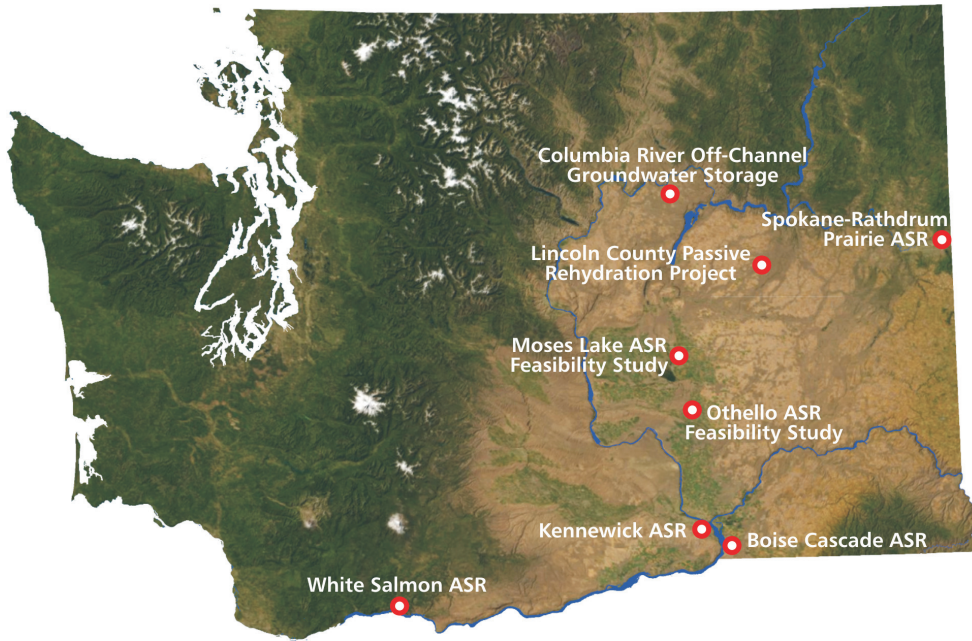 Columbia River Off-Channel
Groundwater Storage
Spokane-Rathdrum
Prairie ASR
Lincoln County Passive
Rehydration Project
Moses Lake ASR
Feasibility Study
Othello ASR
Feasibility Study
Kennewick ASR
Boise Cascade ASR
White Salmon ASR